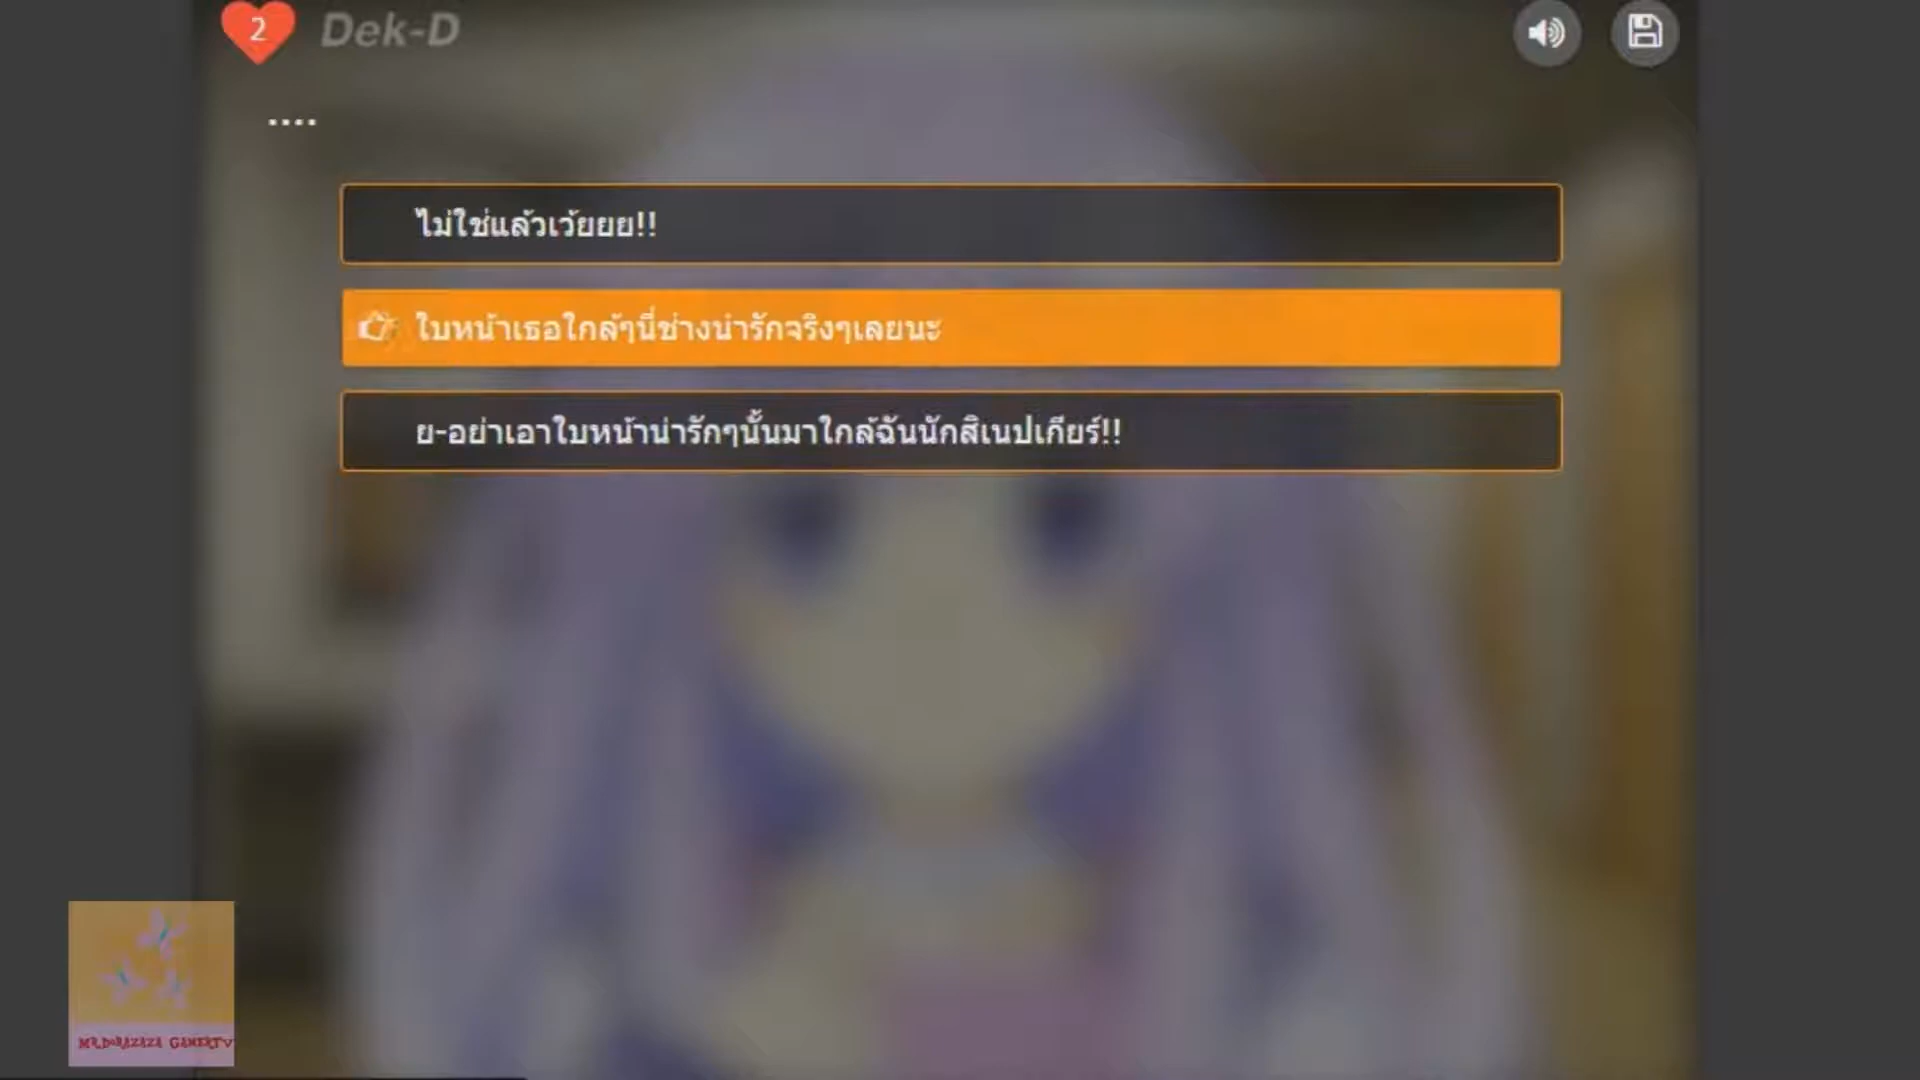 2 Dek-D
....
ไม่ใช่แล้วเว้ยยย!!
ใบหน้าเธอใกล้ๆนี่ช่างน่ารักจริงๆเลยนะ
ย-อย่าเอาใบหน้าน่ารักๆนั้นมาใกล้ฉันนักสิเนปเกียร์!!
MR.DORAZAZA GAMERTV